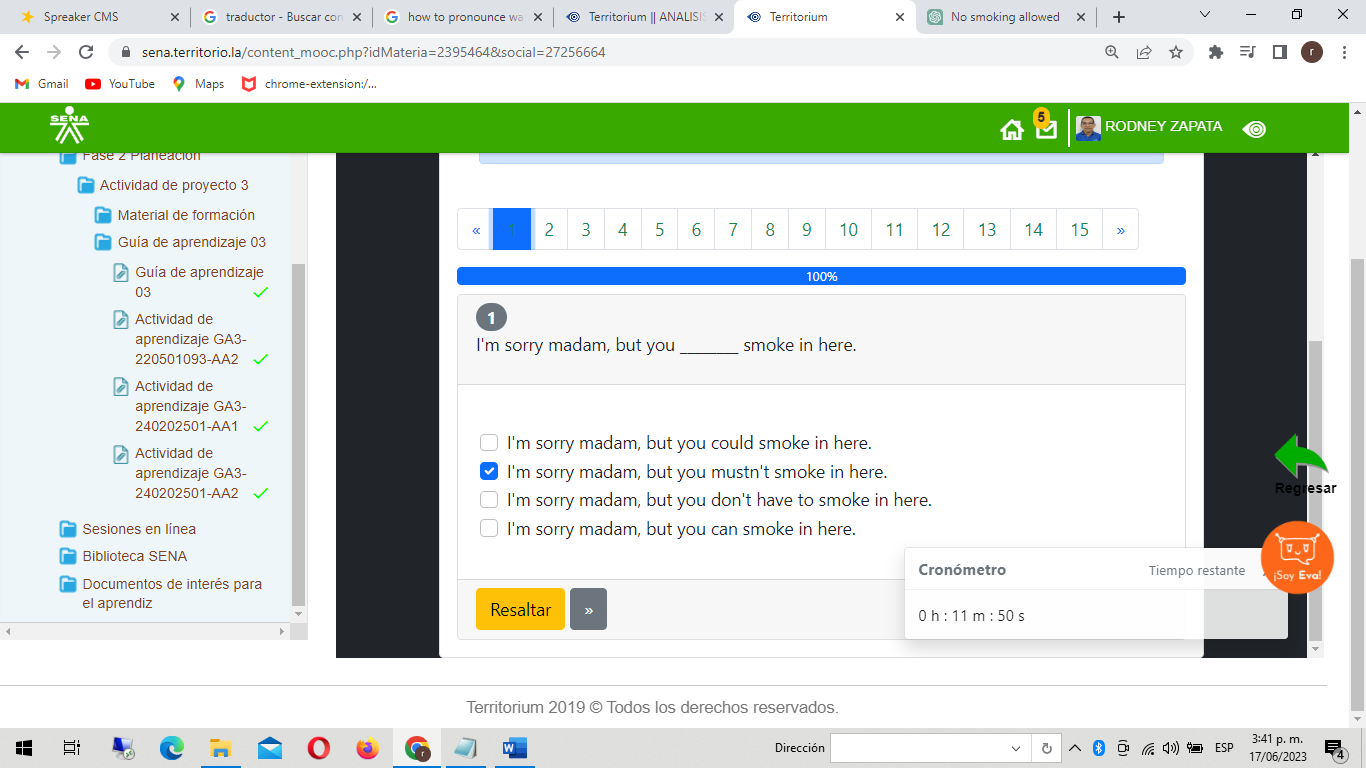 Spreaker CMS
traductor - Buscar con
how to pronounce wa
Territorium || ANALISIS
Territorium
No smoking allowed
sena.territorio.la/content_mooc.php?idMateria=2395464&social=27256664
r
Gmail
YouTube
Maps
chrome-extension:/...
SENA
5
RODNEY ZAPATA
Fase 2 Planeación
Actividad de proyecto 3
Material de formación
Guía de aprendizaje 03
Guía de aprendizaje
03
Actividad de
aprendizaje GA3-
220501093-AA2
Actividad de
aprendizaje GA3-
240202501-AA1
Actividad de
aprendizaje GA3-
240202501-AA2
Sesiones en línea
Biblioteca SENA
Documentos de interés para
el aprendiz
« 1 2 3 4 5 6 7 8 9 10 11 12 13 14 15 »
100%
1
I'm sorry madam, but you _______ smoke in here.
I'm sorry madam, but you could smoke in here.
I'm sorry madam, but you mustn't smoke in here.
I'm sorry madam, but you don't have to smoke in here.
I'm sorry madam, but you can smoke in here.
Resaltar
»
Regresar
¡Soy Eva!
Cronómetro
Tiempo restante
0 h : 11 m : 50 s
Territorium 2019 © Todos los derechos reservados.
Dirección
ESP
3:41 p. m.
17/06/2023
4